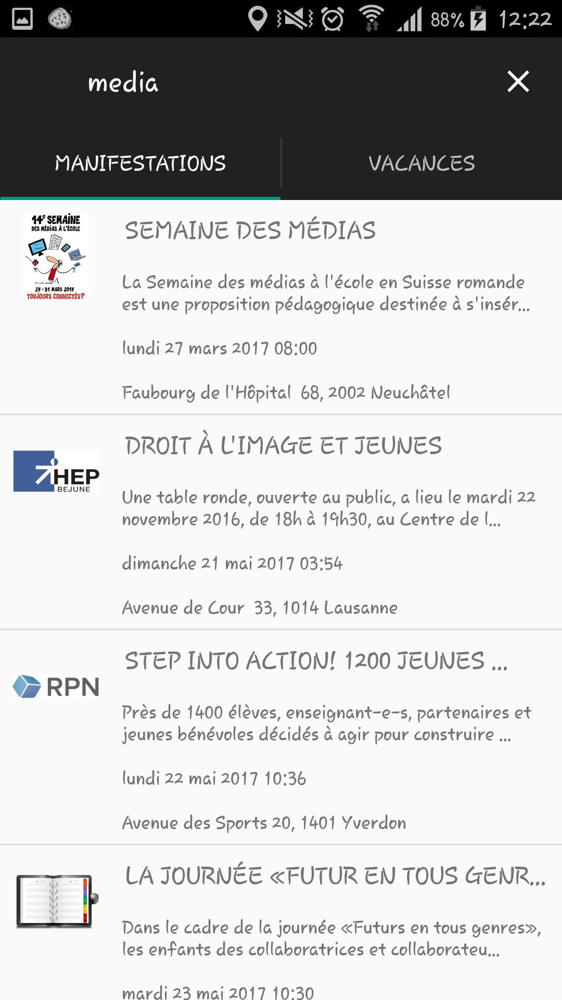 88% 12:22
media
MANIFESTATIONS VACANCES
14e SEMAINE
DES MÉDIAS À L'ÉCOLE
27 - 31 MARS 2017
TOUJOURS CONNECTÉS?
SEMAINE DES MÉDIAS
La Semaine des médias à l'école en Suisse romande
est une proposition pédagogique destinée à s'insér...
lundi 27 mars 2017 08:00
Faubourg de l'Hôpital  68, 2002 Neuchâtel
HEP
BEJUNE
DROIT À L'IMAGE ET JEUNES
Une table ronde, ouverte au public, a lieu le mardi 22
novembre 2016, de 18h à 19h30, au Centre de l...
dimanche 21 mai 2017 03:54
Avenue de Cour  33, 1014 Lausanne
RPN
STEP INTO ACTION! 1200 JEUNES ...
Près de 1400 élèves, enseignant-e-s, partenaires et
jeunes bénévoles décidés à agir pour construire ...
lundi 22 mai 2017 10:36
Avenue des Sports 20, 1401 Yverdon
LA JOURNÉE «FUTUR EN TOUS GENR...
Dans le cadre de la journée «Futurs en tous genres»,
les enfants des collaboratrices et collaborateu...
mardi 23 mai 2017 10:30